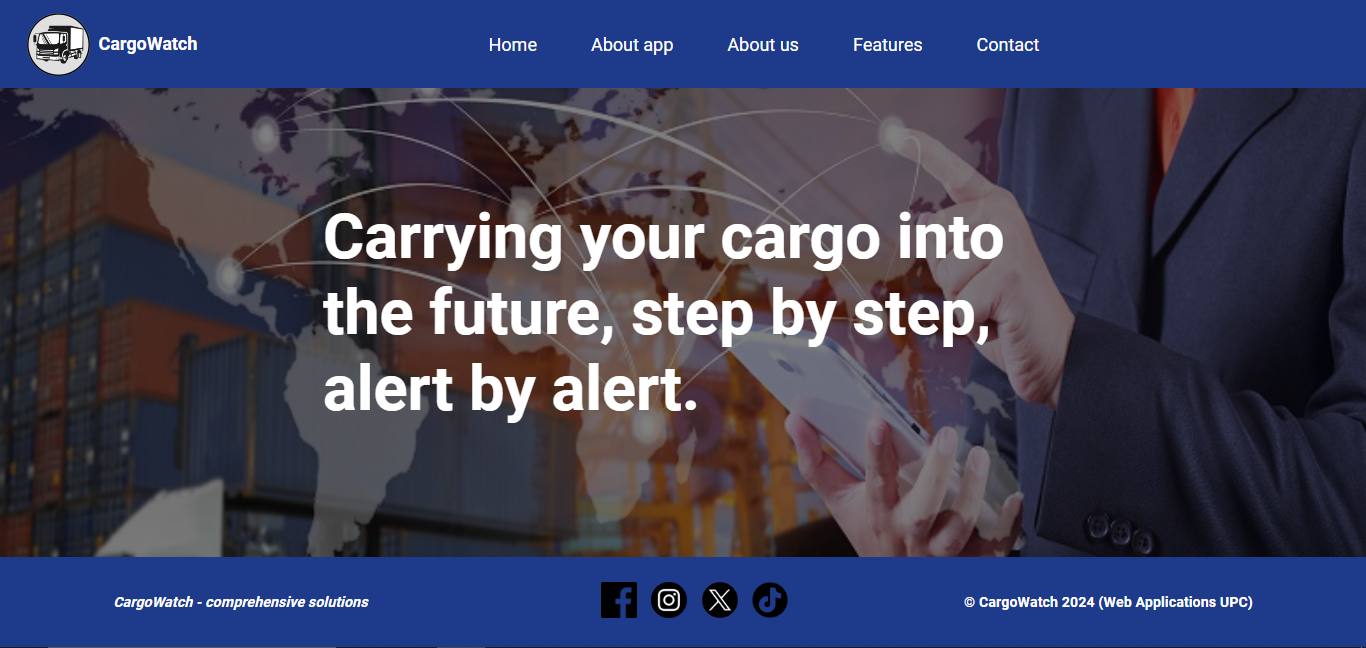 CargoWatch
Home About app About us Features Contact
Carrying your cargo into
the future, step by step,
alert by alert.
CargoWatch - comprehensive solutions
© CargoWatch 2024 (Web Applications UPC)